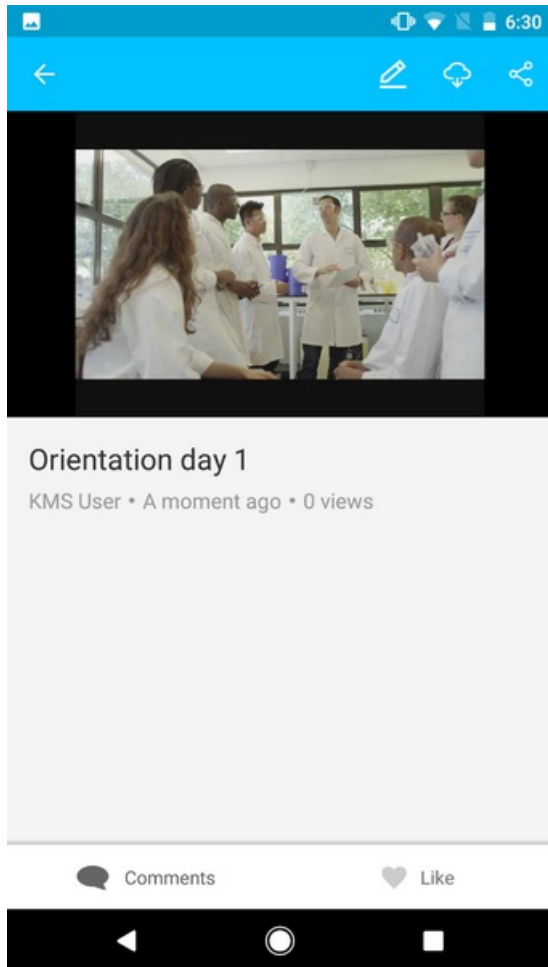 6:30
Orientation day 1
KMS User • A moment ago • 0 views
Comments
Like